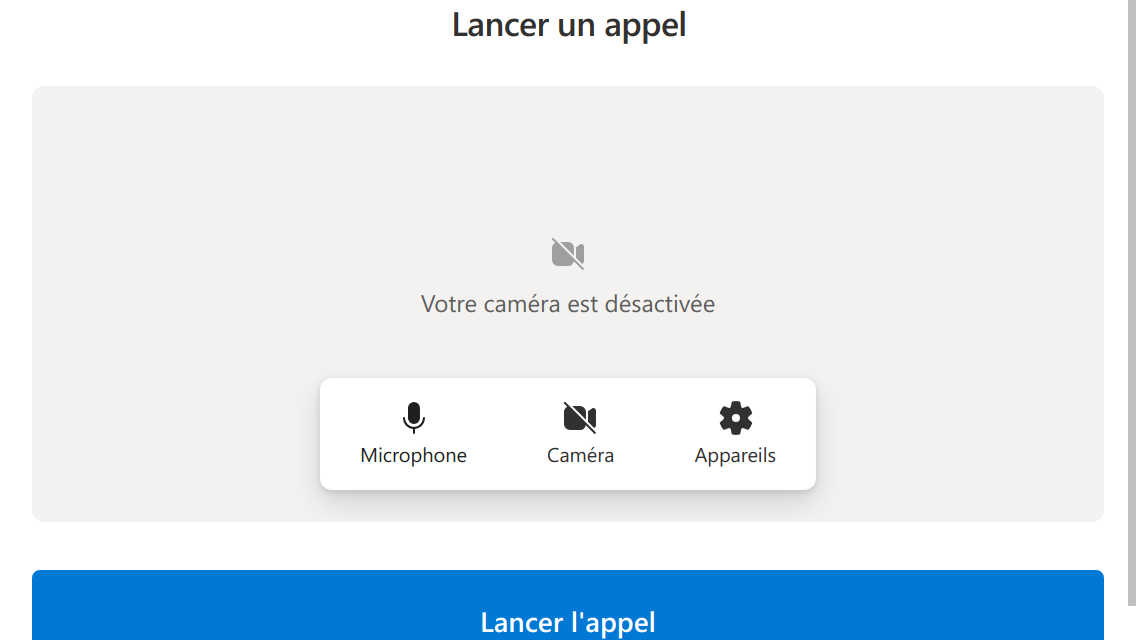 Lancer un appel
Votre caméra est désactivée
Microphone
Caméra
Appareils
Lancer l'appel